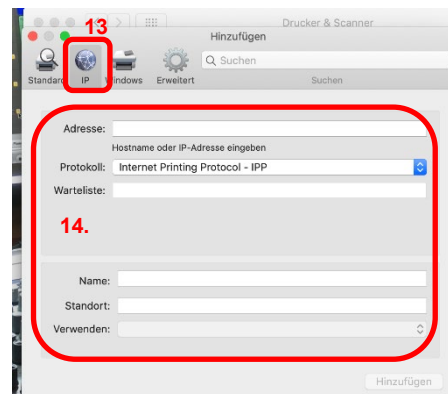 Drucker & Scanner
13
Hinzufügen
Suchen
Standard IP Windows Erweitert Suchen
Adresse:
Hostname oder IP-Adresse eingeben
Protokoll: Internet Printing Protocol - IPP
Warteliste:
14.
Name:
Standort:
Verwenden:
Hinzufügen